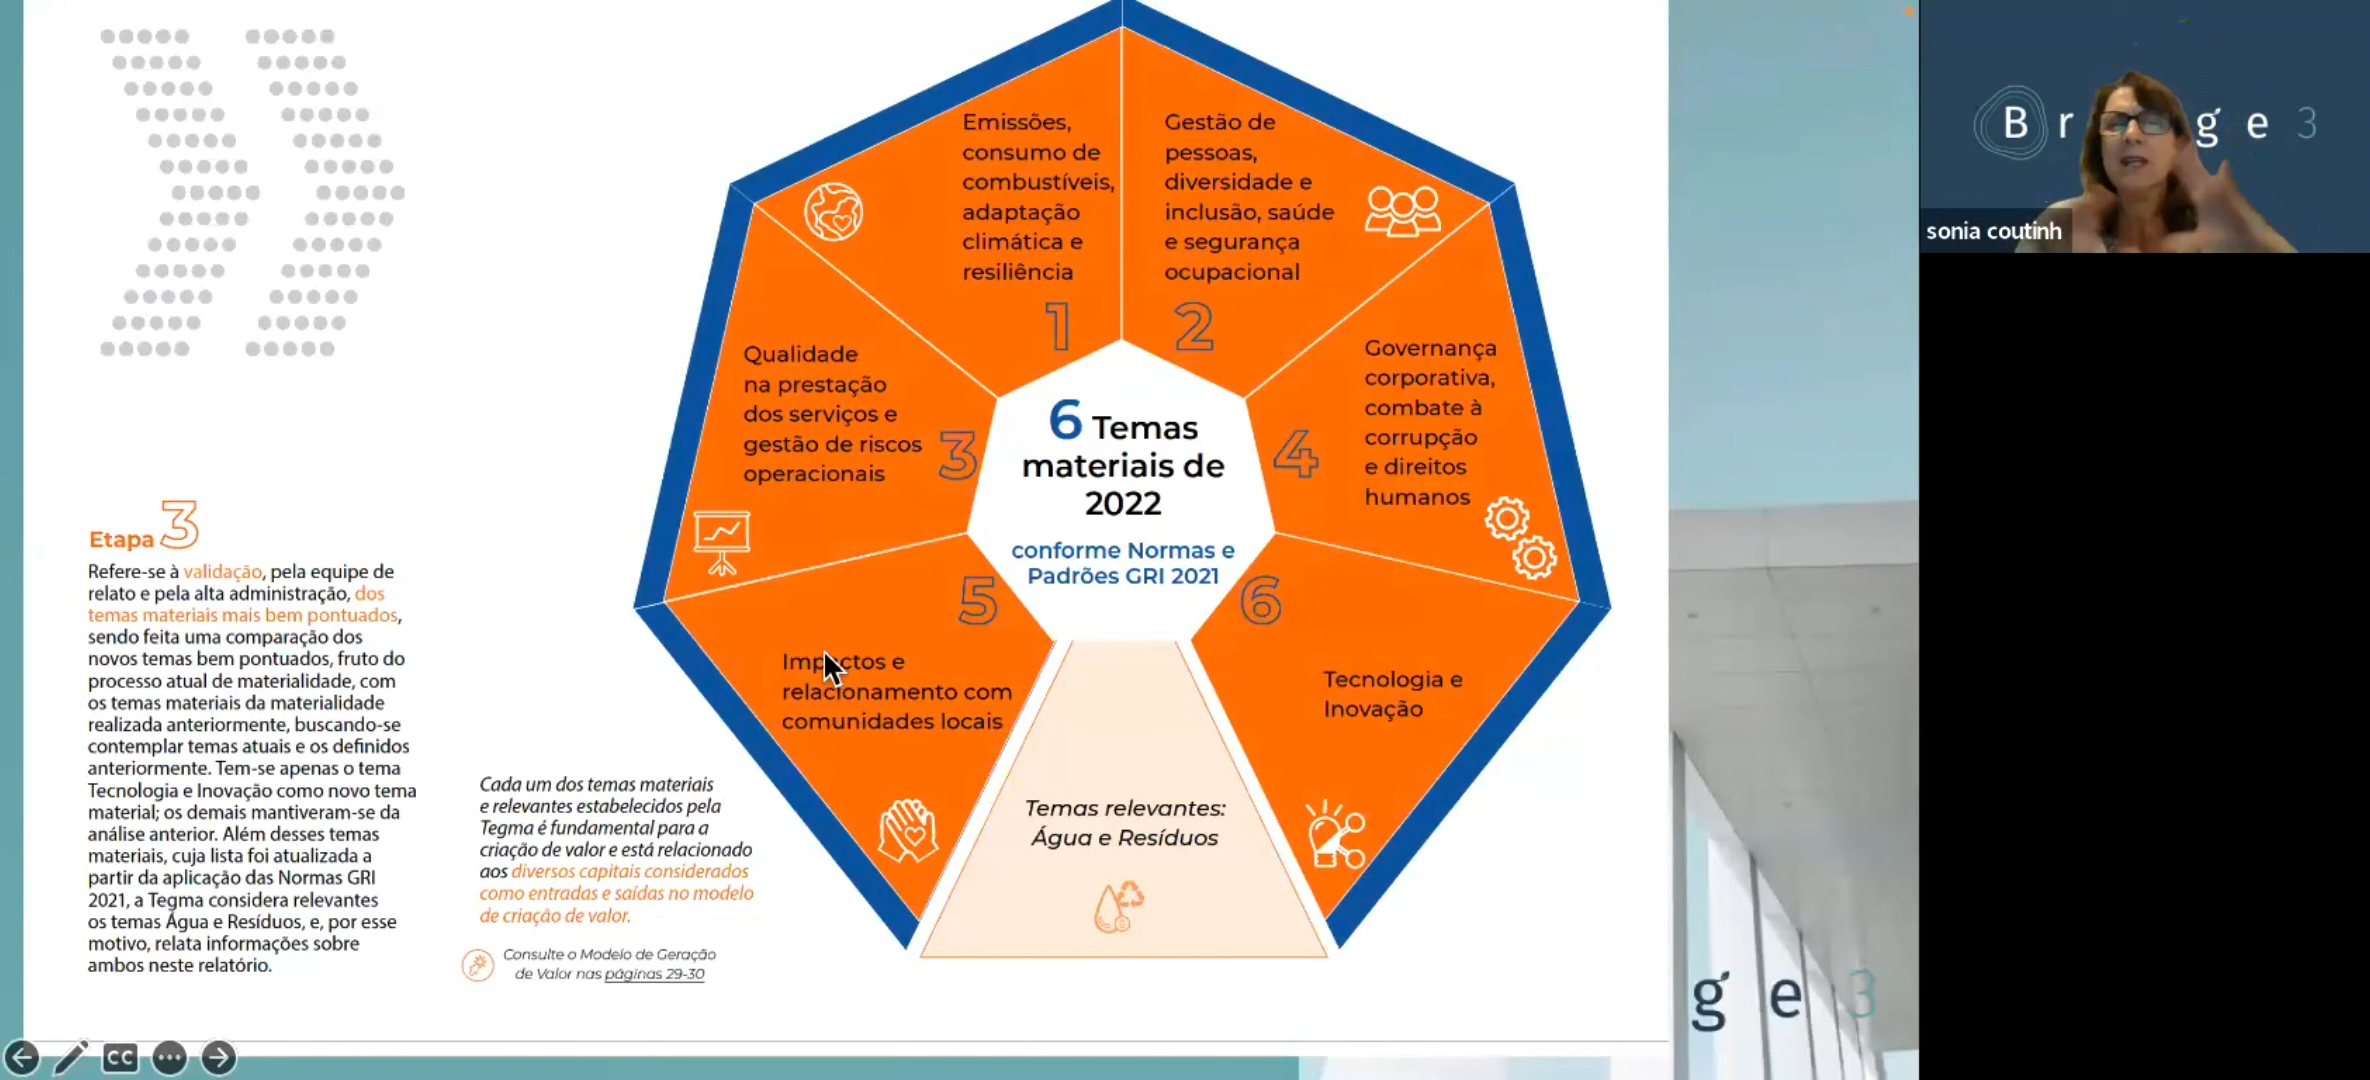 Emissões,
consumo de
combustíveis,
adaptação
climática e
resiliência
1
Gestão de
pessoas,
diversidade e
inclusão, saúde
e segurança
ocupacional
2
Qualidade
na prestação
dos serviços e
gestão de riscos
operacionais
3
Governança
corporativa,
combate à
corrupção
e direitos
humanos
4
6 Temas
materiais de
2022
conforme Normas e
Padrões GRI 2021
5
Impactos e
relacionamento com
comunidades locais
6
Tecnologia e
Inovação
Temas relevantes:
Água e Resíduos
Etapa 3
Refere-se à validação, pela equipe de
relato e pela alta administração, dos
temas materiais mais bem pontuados,
sendo feita uma comparação dos
novos temas bem pontuados, fruto do
processo atual de materialidade, com
os temas materiais da materialidade
realizada anteriormente, buscando-se
contemplar temas atuais e os definidos
anteriormente. Tem-se apenas o tema
Tecnologia e Inovação como novo tema
material; os demais mantiveram-se da
análise anterior. Além desses temas
materiais, cuja lista foi atualizada a
partir da aplicação das Normas GRI
2021, a Tegma considera relevantes
os temas Água e Resíduos, e, por esse
motivo, relata informações sobre
ambos neste relatório.
Cada um dos temas materiais
e relevantes estabelecidos pela
Tegma é fundamental para a
criação de valor e está relacionado
aos diversos capitais considerados
como entradas e saídas no modelo
de criação de valor.
Consulte o Modelo de Geração
de Valor nas páginas 29-30
CC
g e 3
B r g e 3
sonia coutinh